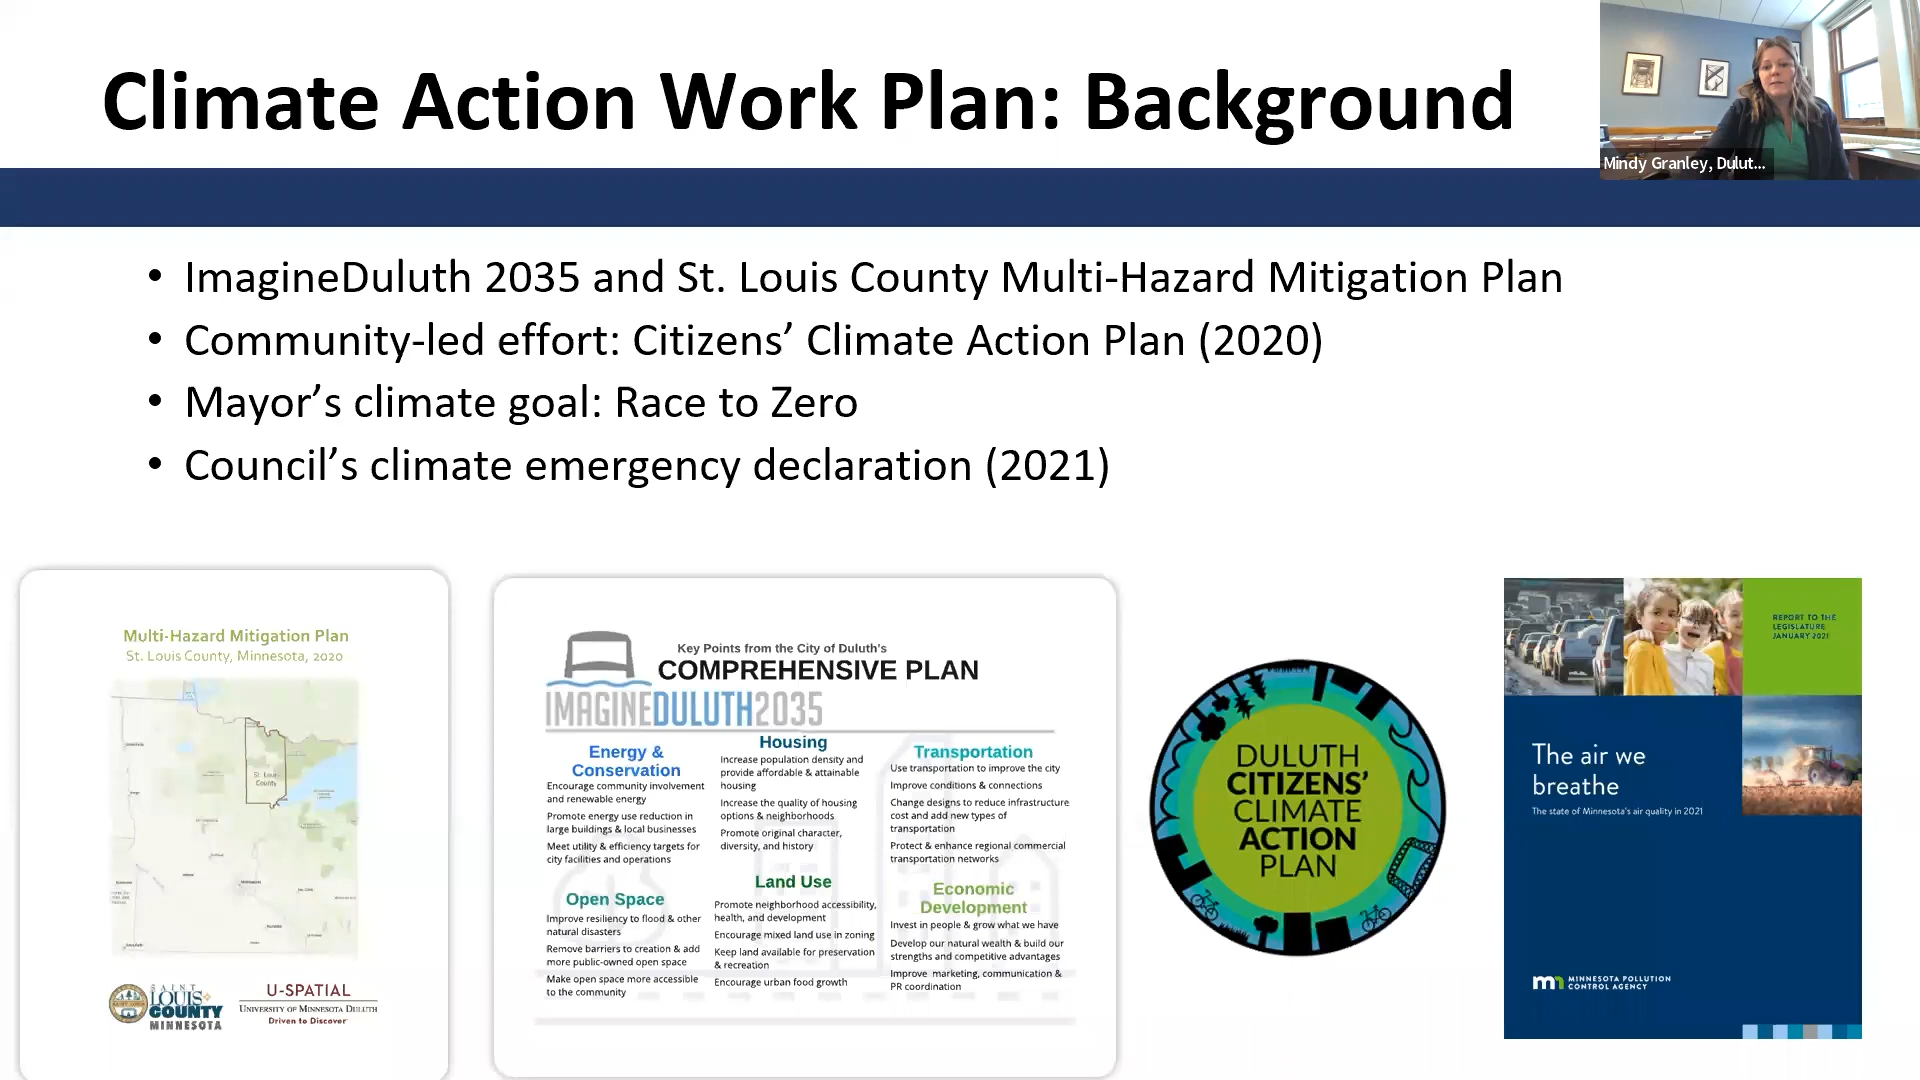 Climate Action Work Plan: Background
Mindy Granley, Dulut...
• ImagineDuluth 2035 and St. Louis County Multi-Hazard Mitigation Plan
• Community-led effort: Citizens’ Climate Action Plan (2020)
• Mayor’s climate goal: Race to Zero
• Council’s climate emergency declaration (2021)
Multi-Hazard Mitigation Plan
St. Louis County, Minnesota, 2020
St. Louis
County
SAINT
LOUIS
COUNTY
MINNESOTA
U-SPATIAL
UNIVERSITY OF MINNESOTA DULUTH
Driven to Discover
Key Points from the City of Duluth's
COMPREHENSIVE PLAN
IMAGINEDULUTH2035
Energy &
Conservation
Encourage community involvement
and renewable energy
Promote energy use reduction in
large buildings & local businesses
Meet utility & efficiency targets for
city facilities and operations
Open Space
Improve resiliency to flood & other
natural disasters
Remove barriers to creation & add
more public-owned open space
Make open space more accessible
to the community
Housing
Increase population density and
provide affordable & attainable
housing
Increase the quality of housing
options & neighborhoods
Promote original character,
diversity, and history
Land Use
Promote neighborhood accessibility,
health, and development
Encourage mixed land use in zoning
Keep land available for preservation
& recreation
Encourage urban food growth
Transportation
Use transportation to improve the city
Improve conditions & connections
Change designs to reduce infrastructure
cost and add new types of
transportation
Protect & enhance regional commercial
transportation networks
Economic
Development
Invest in people & grow what we have
Develop our natural wealth & build our
strengths and competitive advantages
Improve marketing, communication &
PR coordination
DULUTH
CITIZENS’
CLIMATE
ACTION
PLAN
REPORT TO THE
LEGISLATURE
JANUARY 2021
The air we
breathe
The state of Minnesota's air quality in 2021
mn MINNESOTA POLLUTION
CONTROL AGENCY